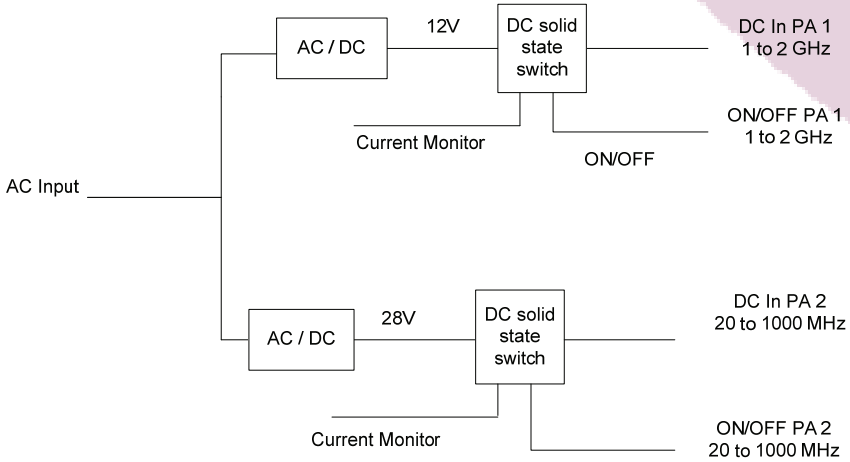 12V
DC solid
state
switch
AC / DC
DC In PA 1
1 to 2 GHz
ON/OFF PA 1
1 to 2 GHz
Current Monitor
ON/OFF
AC Input
28V
DC solid
state
switch
AC / DC
DC In PA 2
20 to 1000 MHz
Current Monitor
ON/OFF PA 2
20 to 1000 MHz